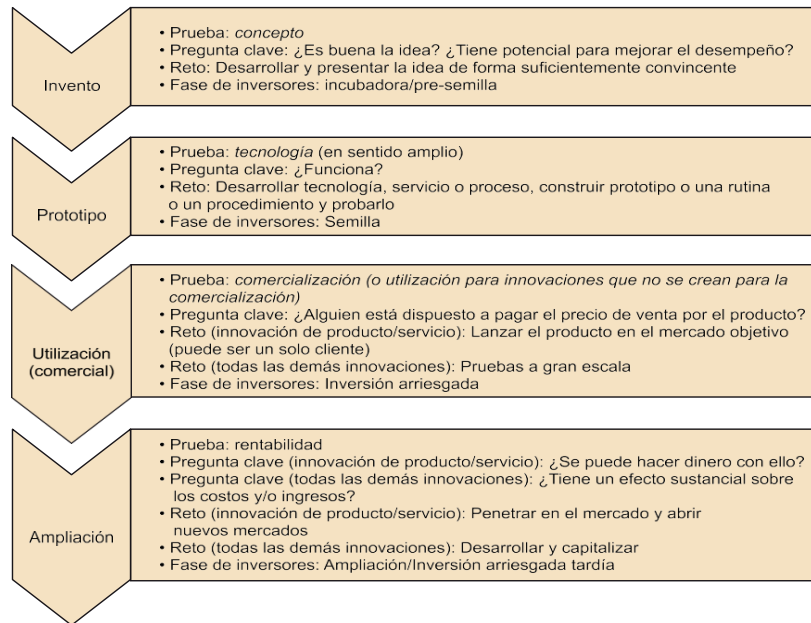 Invento
• Prueba: concepto
• Pregunta clave: ¿Es buena la idea? ¿Tiene potencial para mejorar el desempeño?
• Reto: Desarrollar y presentar la idea de forma suficientemente convincente
• Fase de inversores: incubadora/pre-semilla
Prototipo
• Prueba: tecnología (en sentido amplio)
• Pregunta clave: ¿Funciona?
• Reto: Desarrollar tecnología, servicio o proceso, construir prototipo o una rutina
o un procedimiento y probarlo
• Fase de inversores: Semilla
Utilización
(comercial)
• Prueba: comercialización (o utilización para innovaciones que no se crean para la
comercialización)
• Pregunta clave: ¿Alguien está dispuesto a pagar el precio de venta por el producto?
• Reto (innovación de producto/servicio): Lanzar el producto en el mercado objetivo
(puede ser un solo cliente)
• Reto (todas las demás innovaciones): Pruebas a gran escala
• Fase de inversores: Inversión arriesgada
Ampliación
• Prueba: rentabilidad
• Pregunta clave (innovación de producto/servicio): ¿Se puede hacer dinero con ello?
• Pregunta clave (todas las demás innovaciones): ¿Tiene un efecto sustancial sobre
los costos y/o ingresos?
• Reto (innovación de producto/servicio): Penetrar en el mercado y abrir
nuevos mercados
• Reto (todas las demás innovaciones): Desarrollar y capitalizar
• Fase de inversores: Ampliación/Inversión arriesgada tardía